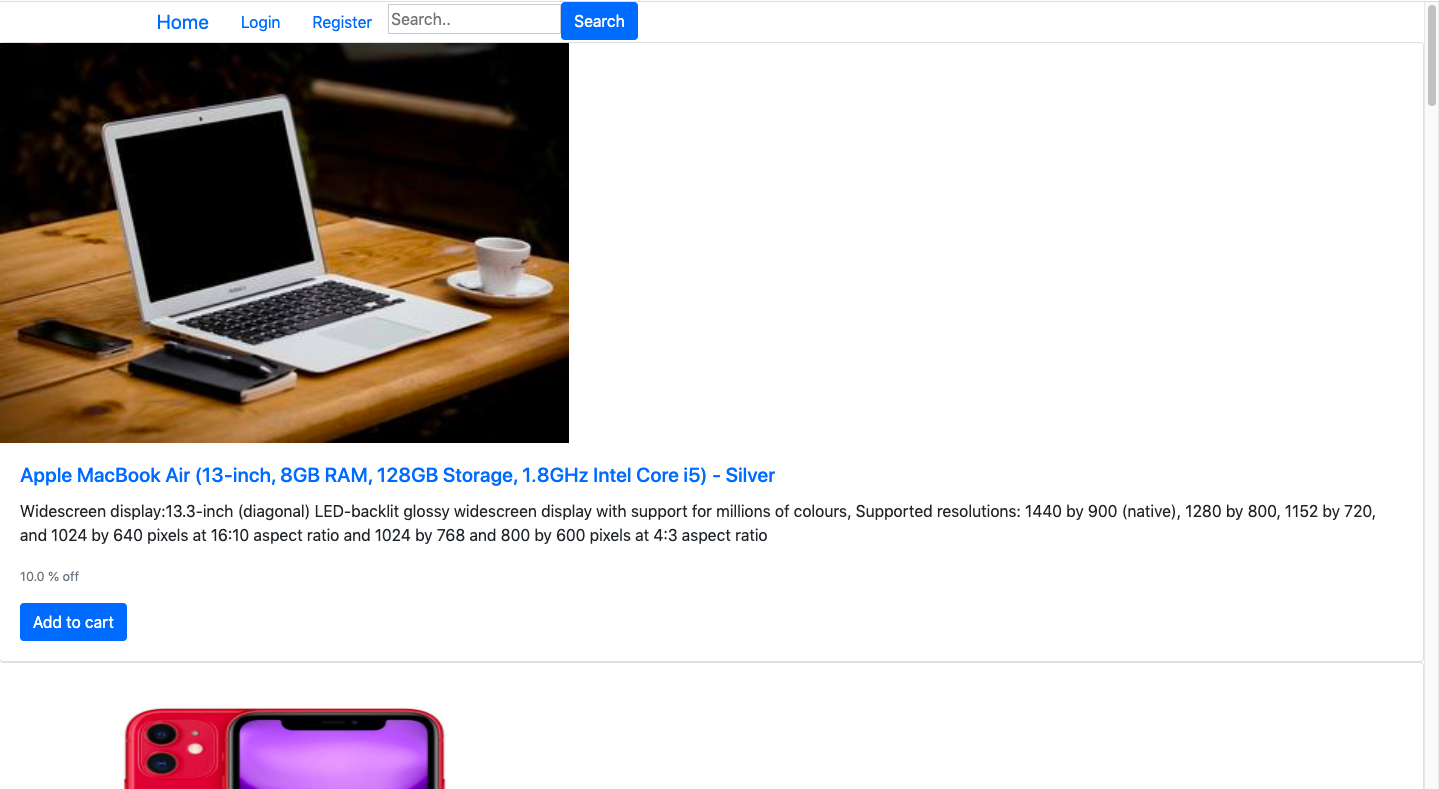 Home Login Register Search.. Search
Apple MacBook Air (13-inch, 8GB RAM, 128GB Storage, 1.8GHz Intel Core i5) - Silver
Widescreen display:13.3-inch (diagonal) LED-backlit glossy widescreen display with support for millions of colours, Supported resolutions: 1440 by 900 (native), 1280 by 800, 1152 by 720,
and 1024 by 640 pixels at 16:10 aspect ratio and 1024 by 768 and 800 by 600 pixels at 4:3 aspect ratio
10.0 % off
Add to cart